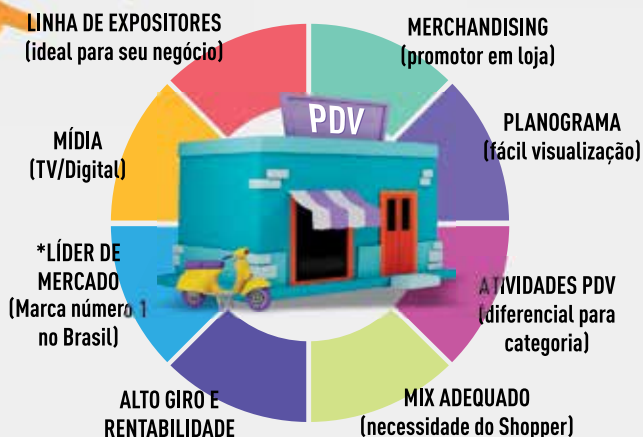 LINHA DE EXPOSITORES
(ideal para seu negócio)
MERCHANDISING
(promotor em loja)
PDV
PLANOGRAMA
(fácil visualização)
MÍDIA
(TV/Digital)
*LÍDER DE
MERCADO
(Marca número 1
no Brasil)
ATIVIDADES PDV
(diferencial para
categoria)
ALTO GIRO E
RENTABILIDADE
MIX ADEQUADO
(necessidade do Shopper)